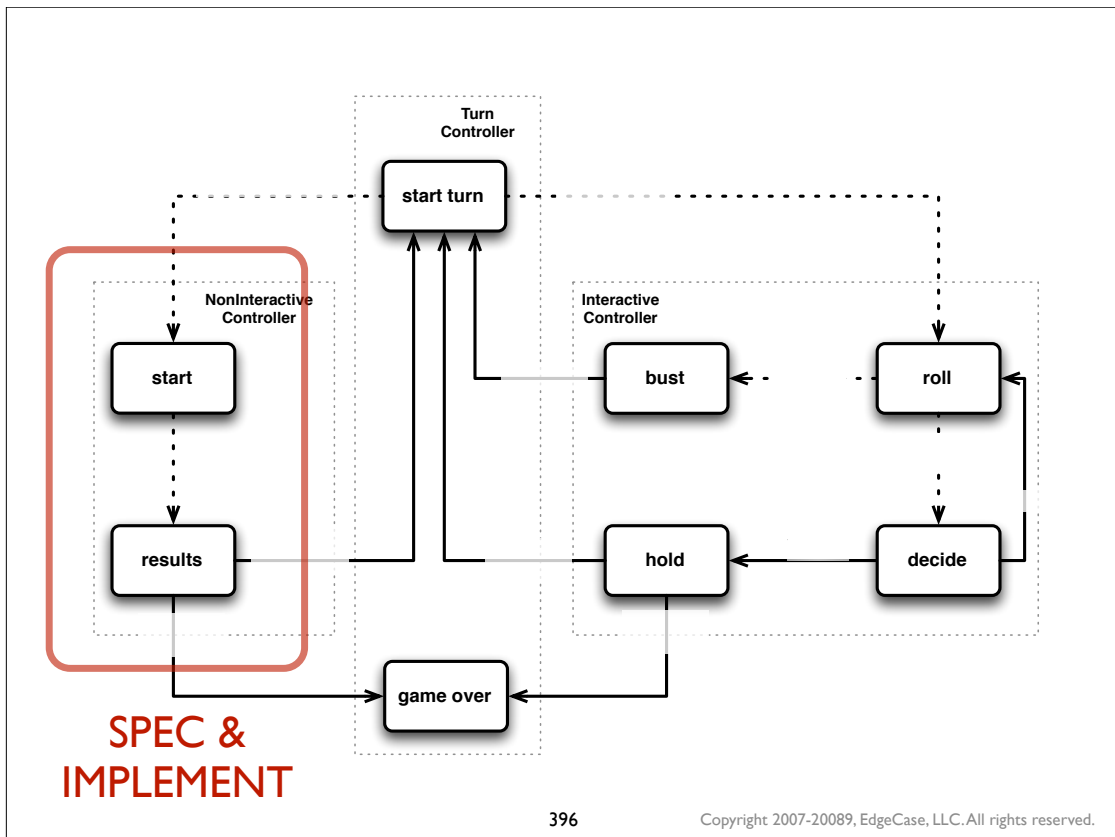 Turn
Controller
start turn
NonInteractive
Controller
Interactive
Controller
start
bust
roll
results
hold
decide
game over
SPEC &
IMPLEMENT
396
Copyright 2007-20089, EdgeCase, LLC. All rights reserved.